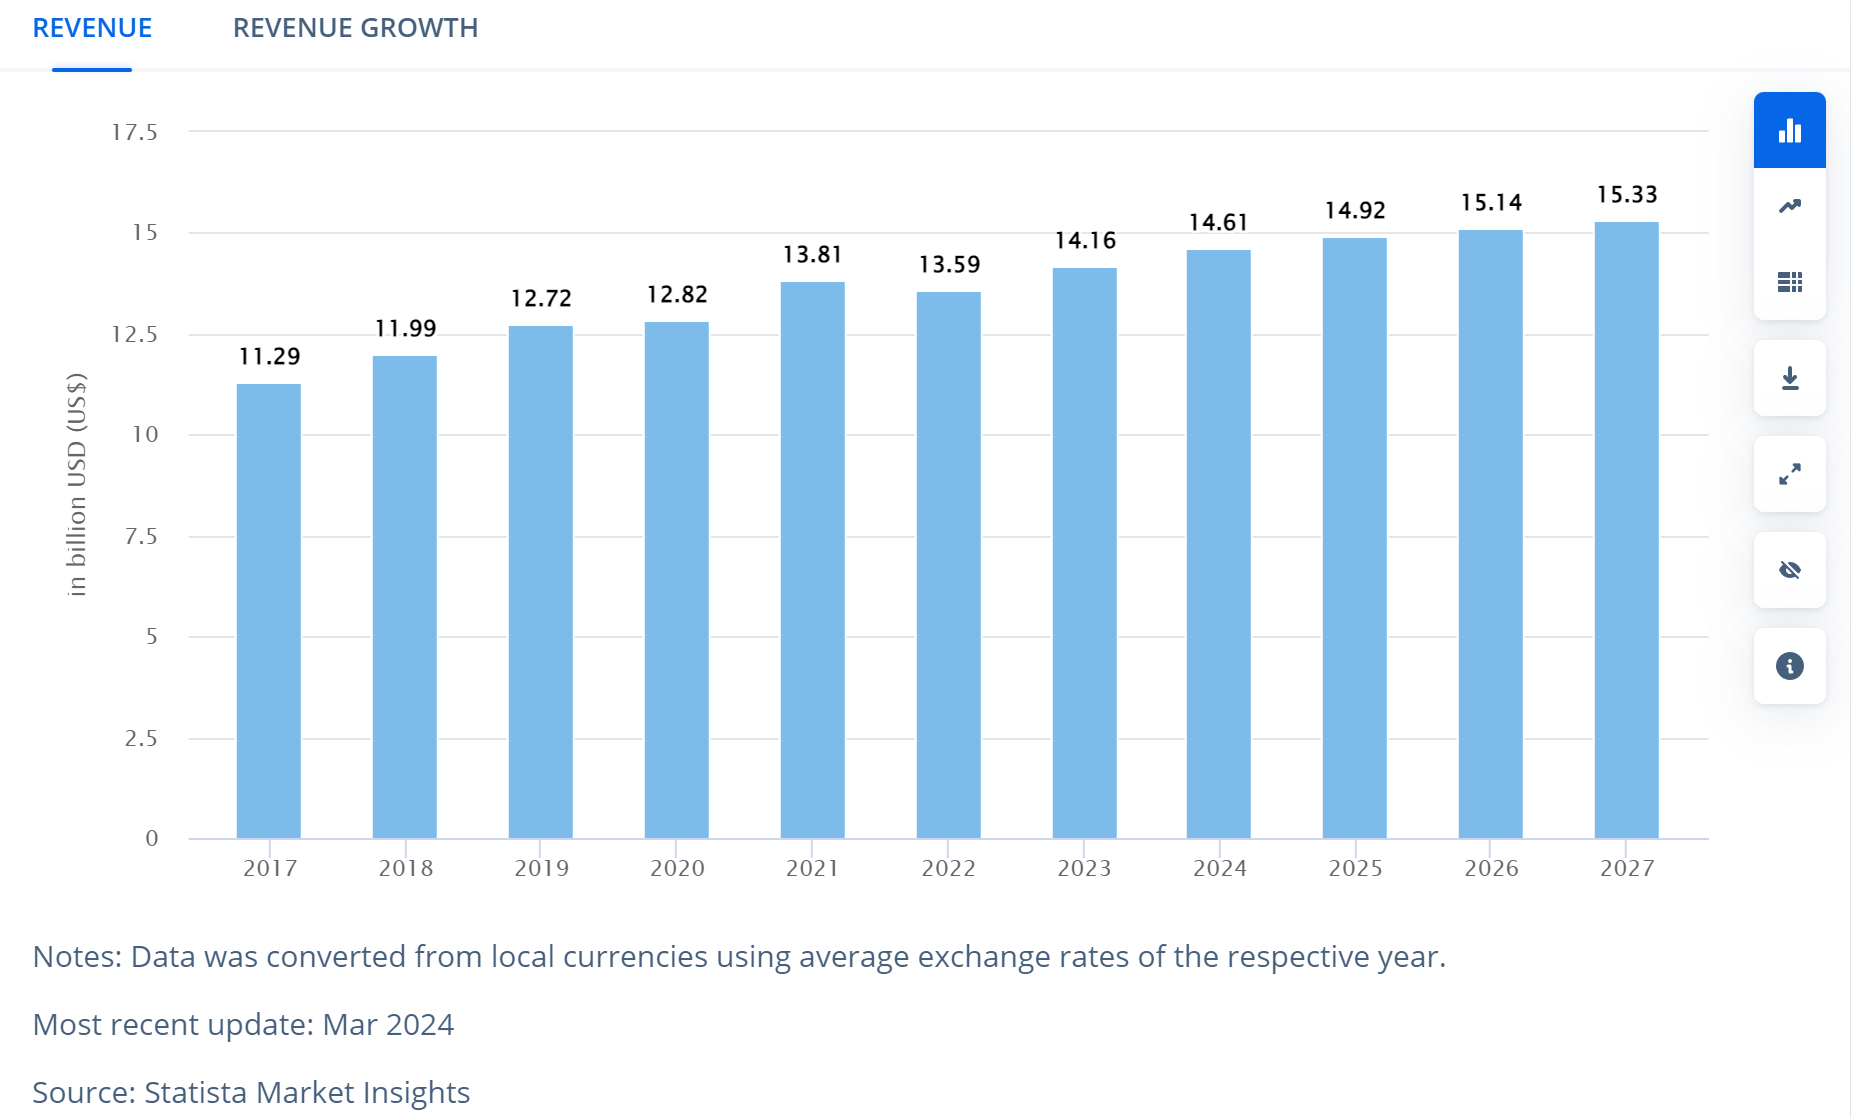 REVENUE REVENUE GROWTH
17.5
15
12.5
10
7.5
5
2.5
0
in billion USD (US$)
11.29 11.99 12.72 12.82 13.81 13.59 14.16 14.61 14.92 15.14 15.33
2017 2018 2019 2020 2021 2022 2023 2024 2025 2026 2027
Notes: Data was converted from local currencies using average exchange rates of the respective year.
Most recent update: Mar 2024
Source: Statista Market Insights